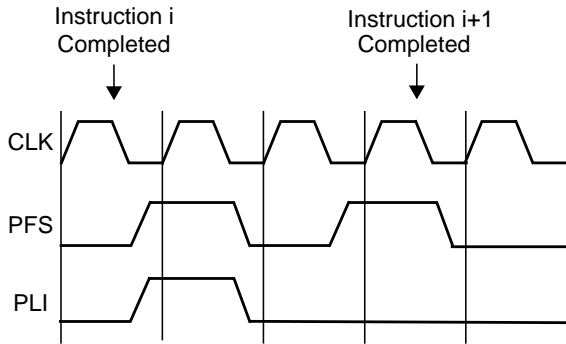 Instruction i
Completed
Instruction i+1
Completed
CLK
PFS
PLI